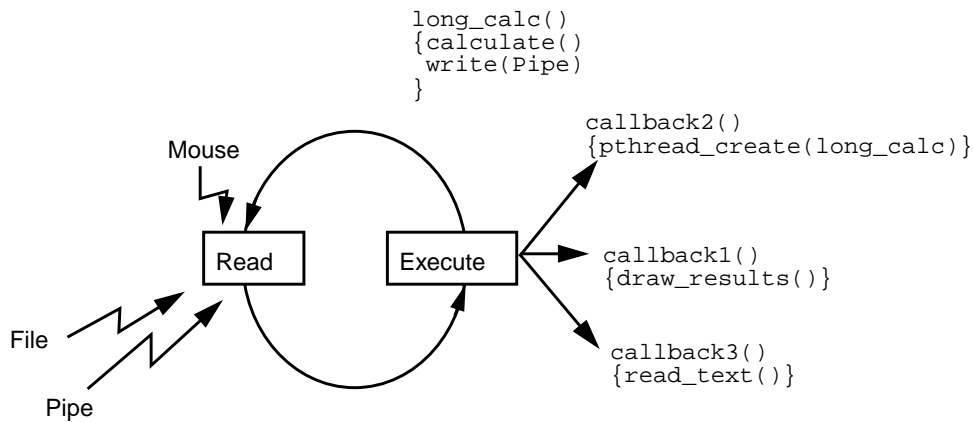 long_calc()
{calculate()
write(Pipe)
}
callback2()
{pthread_create(long_calc)}
Mouse
Read
Execute
callback1()
{draw_results()}
File
callback3()
{read_text()}
Pipe